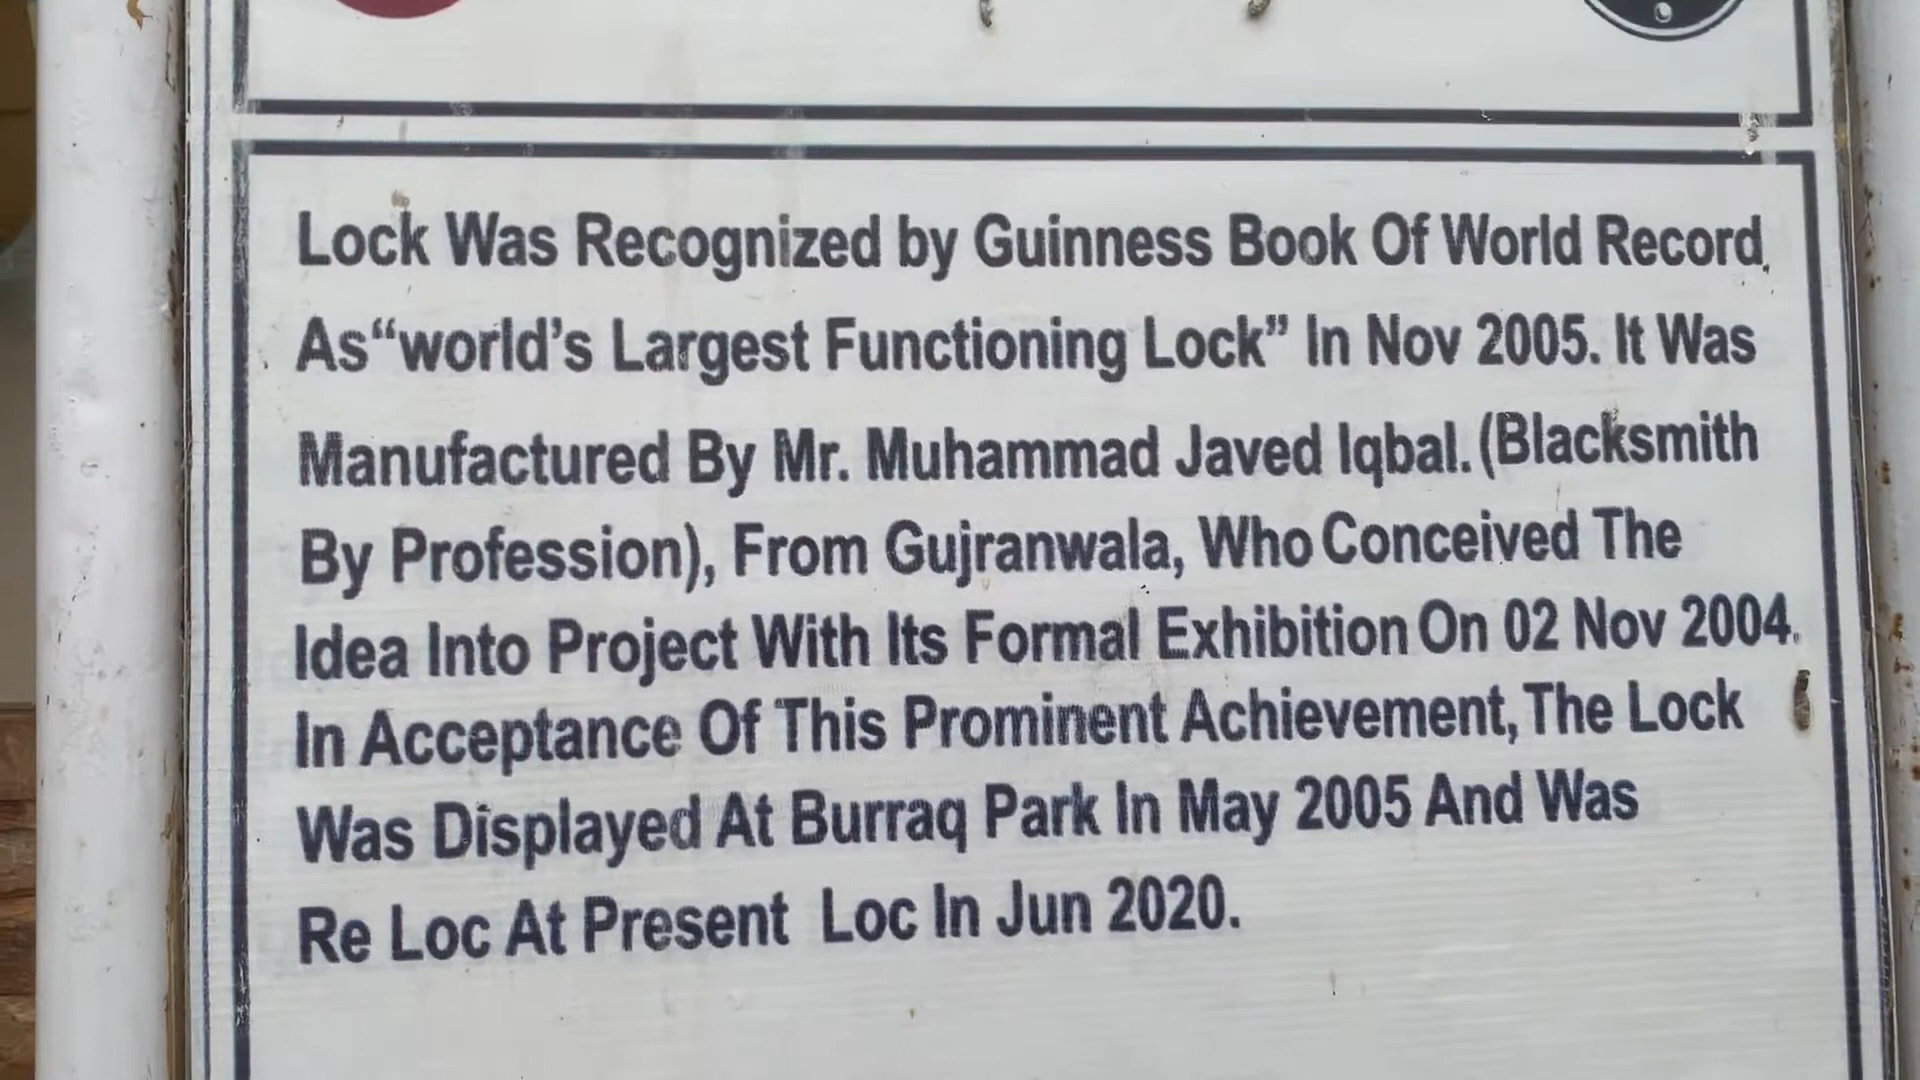 Lock Was Recognized by Guinness Book Of World Record,
As“world’s Largest Functioning Lock” In Nov 2005. It Was
Manufactured By Mr. Muhammad Javed Iqbal. (Blacksmith
By Profession), From Gujranwala, Who Conceived The
Idea Into Project With Its Formal Exhibition On 02 Nov 2004.
In Acceptance Of This Prominent Achievement, The Lock
Was Displayed At Burraq Park In May 2005 And Was
Re Loc At Present Loc In Jun 2020.